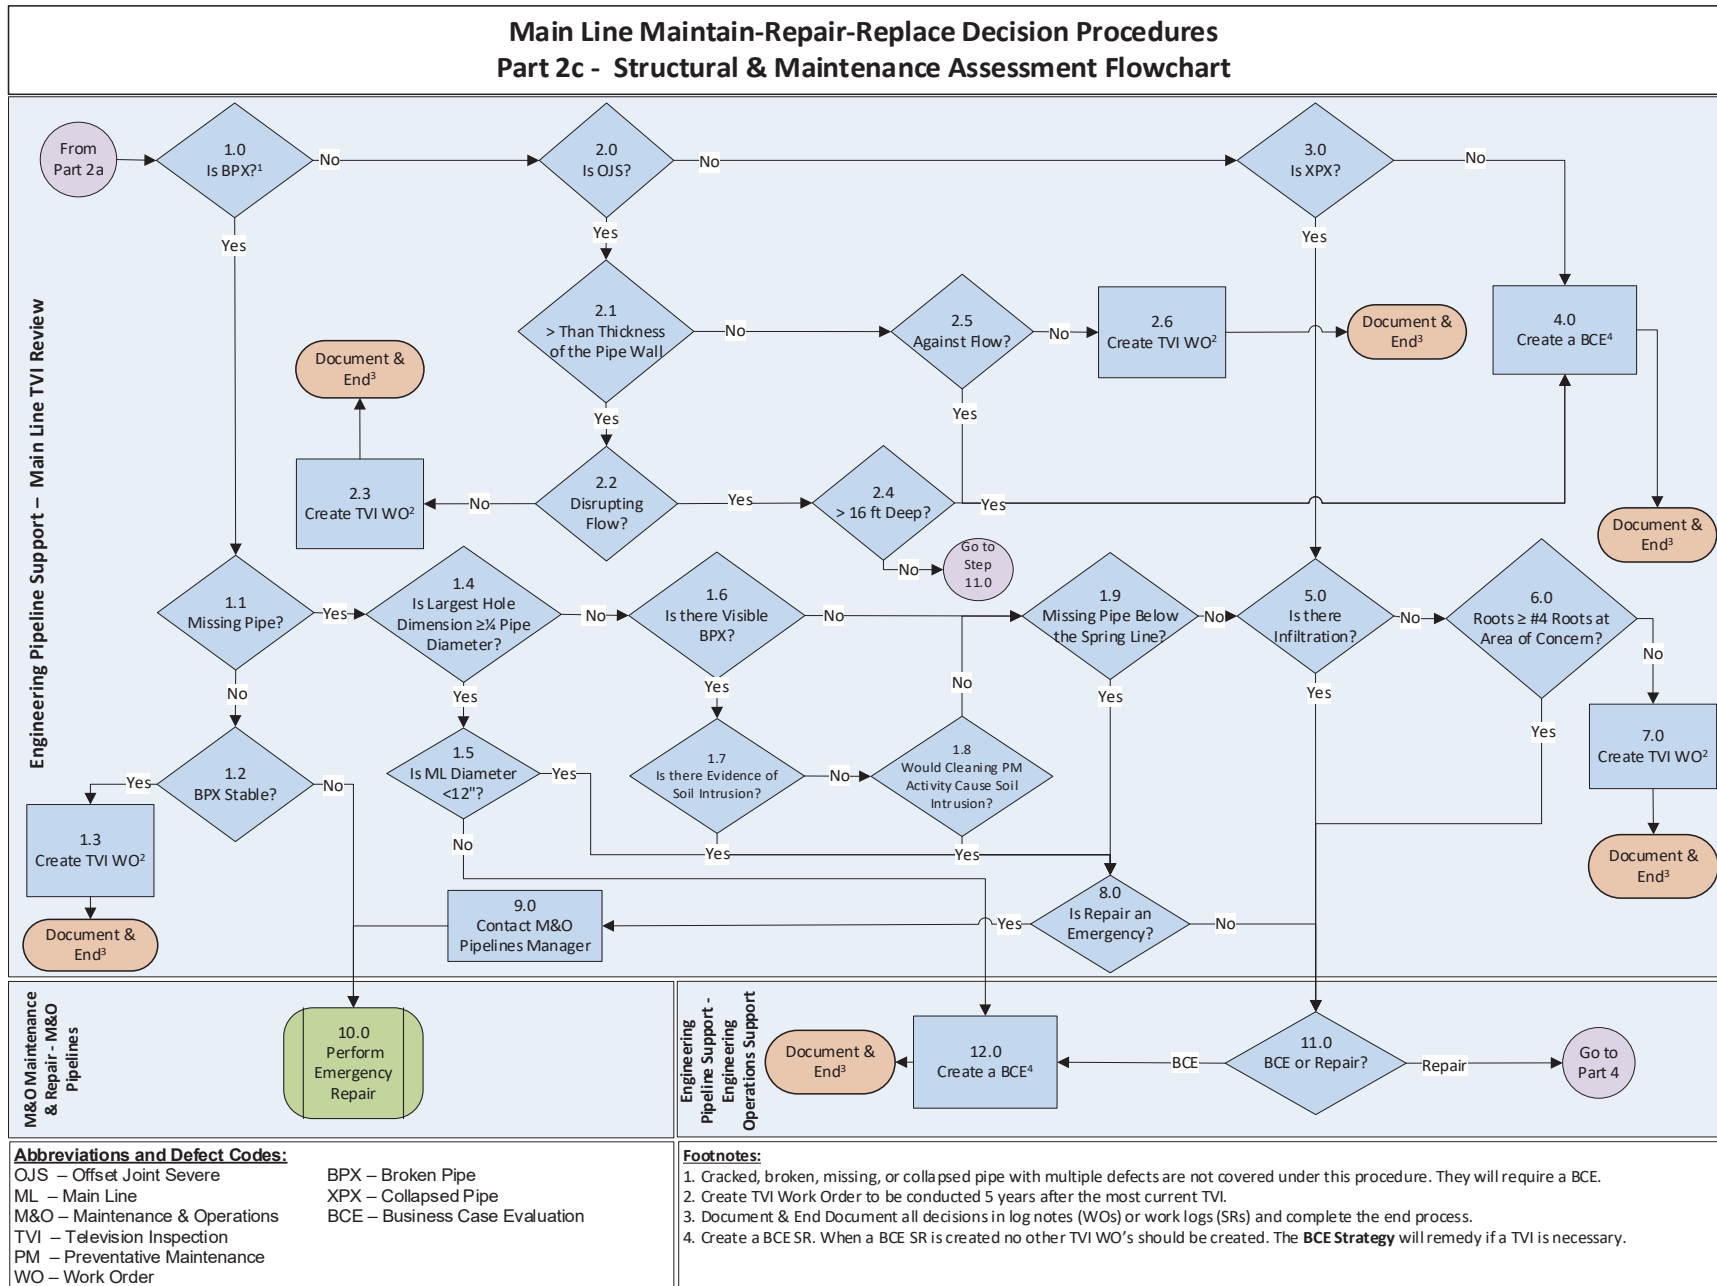 Main Line Maintain-Repair-Replace Decision Procedures
Part 2c - Structural & Maintenance Assessment Flowchart
Engineering Pipeline Support – Main Line TVI Review
From
Part 2a
1.0
Is BPX?¹
No
2.0
Is OJS?
No
3.0
Is XPX?
No
Yes
Yes
Yes
2.1
> Than Thickness
of the Pipe Wall
No
2.5
Against Flow?
No
2.6
Create TVI WO²
Document &
End³
4.0
Create a BCE⁴
Document &
End³
Yes
Yes
2.3
Create TVI WO²
No
2.2
Disrupting
Flow?
Yes
2.4
> 16 ft Deep?
Yes
Document &
End³
No
Go to
Step
11.0
1.1
Missing Pipe?
Yes
1.4
Is Largest Hole
Dimension ≥¼ Pipe
Diameter?
No
1.6
Is there Visible
BPX?
No
1.9
Missing Pipe Below
the Spring Line?
No
5.0
Is there
Infiltration?
No
6.0
Roots ≥ #4 Roots at
Area of Concern?
No
No
Yes
Yes
No
Yes
Yes
Yes
1.2
BPX Stable?
Yes
No
1.5
Is ML Diameter
<12"?
Yes
1.7
Is there Evidence of
Soil Intrusion?
No
1.8
Would Cleaning PM
Activity Cause Soil
Intrusion?
7.0
Create TVI WO²
1.3
Create TVI WO²
No
Yes
Yes
Document &
End³
Document &
End³
9.0
Contact M&O
Pipelines Manager
Yes
8.0
Is Repair an
Emergency?
No
M&O Maintenance
& Repair - M&O
Pipelines
10.0
Perform
Emergency
Repair
Engineering
Pipeline Support -
Engineering
Operations Support
Document &
End³
12.0
Create a BCE⁴
BCE
11.0
BCE or Repair?
Repair
Go to
Part 4
Abbreviations and Defect Codes:
OJS – Offset Joint Severe
ML – Main Line
M&O – Maintenance & Operations
TVI – Television Inspection
PM – Preventative Maintenance
WO – Work Order
BPX – Broken Pipe
XPX – Collapsed Pipe
BCE – Business Case Evaluation
Footnotes:
1. Cracked, broken, missing, or collapsed pipe with multiple defects are not covered under this procedure. They will require a BCE.
2. Create TVI Work Order to be conducted 5 years after the most current TVI.
3. Document & End Document all decisions in log notes (WOs) or work logs (SRs) and complete the end process.
4. Create a BCE SR. When a BCE SR is created no other TVI WO's should be created. The BCE Strategy will remedy if a TVI is necessary.